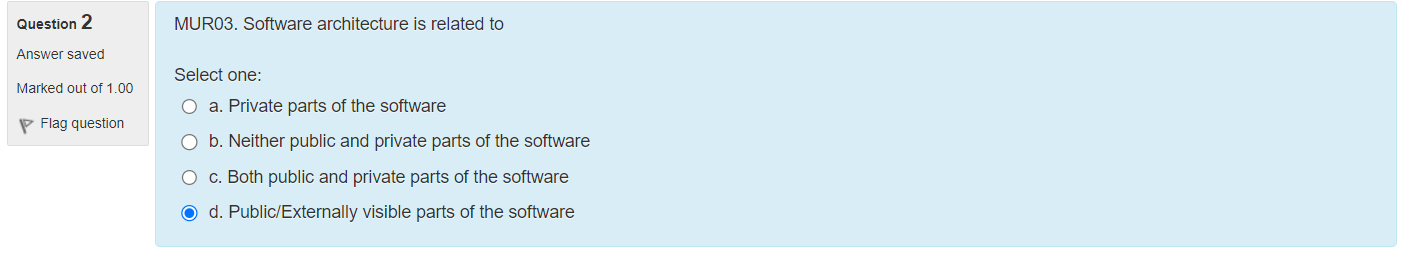 Question 2
Answer saved
Marked out of 1.00
Flag question
MUR03. Software architecture is related to
Select one:
a. Private parts of the software
b. Neither public and private parts of the software
c. Both public and private parts of the software
d. Public/Externally visible parts of the software